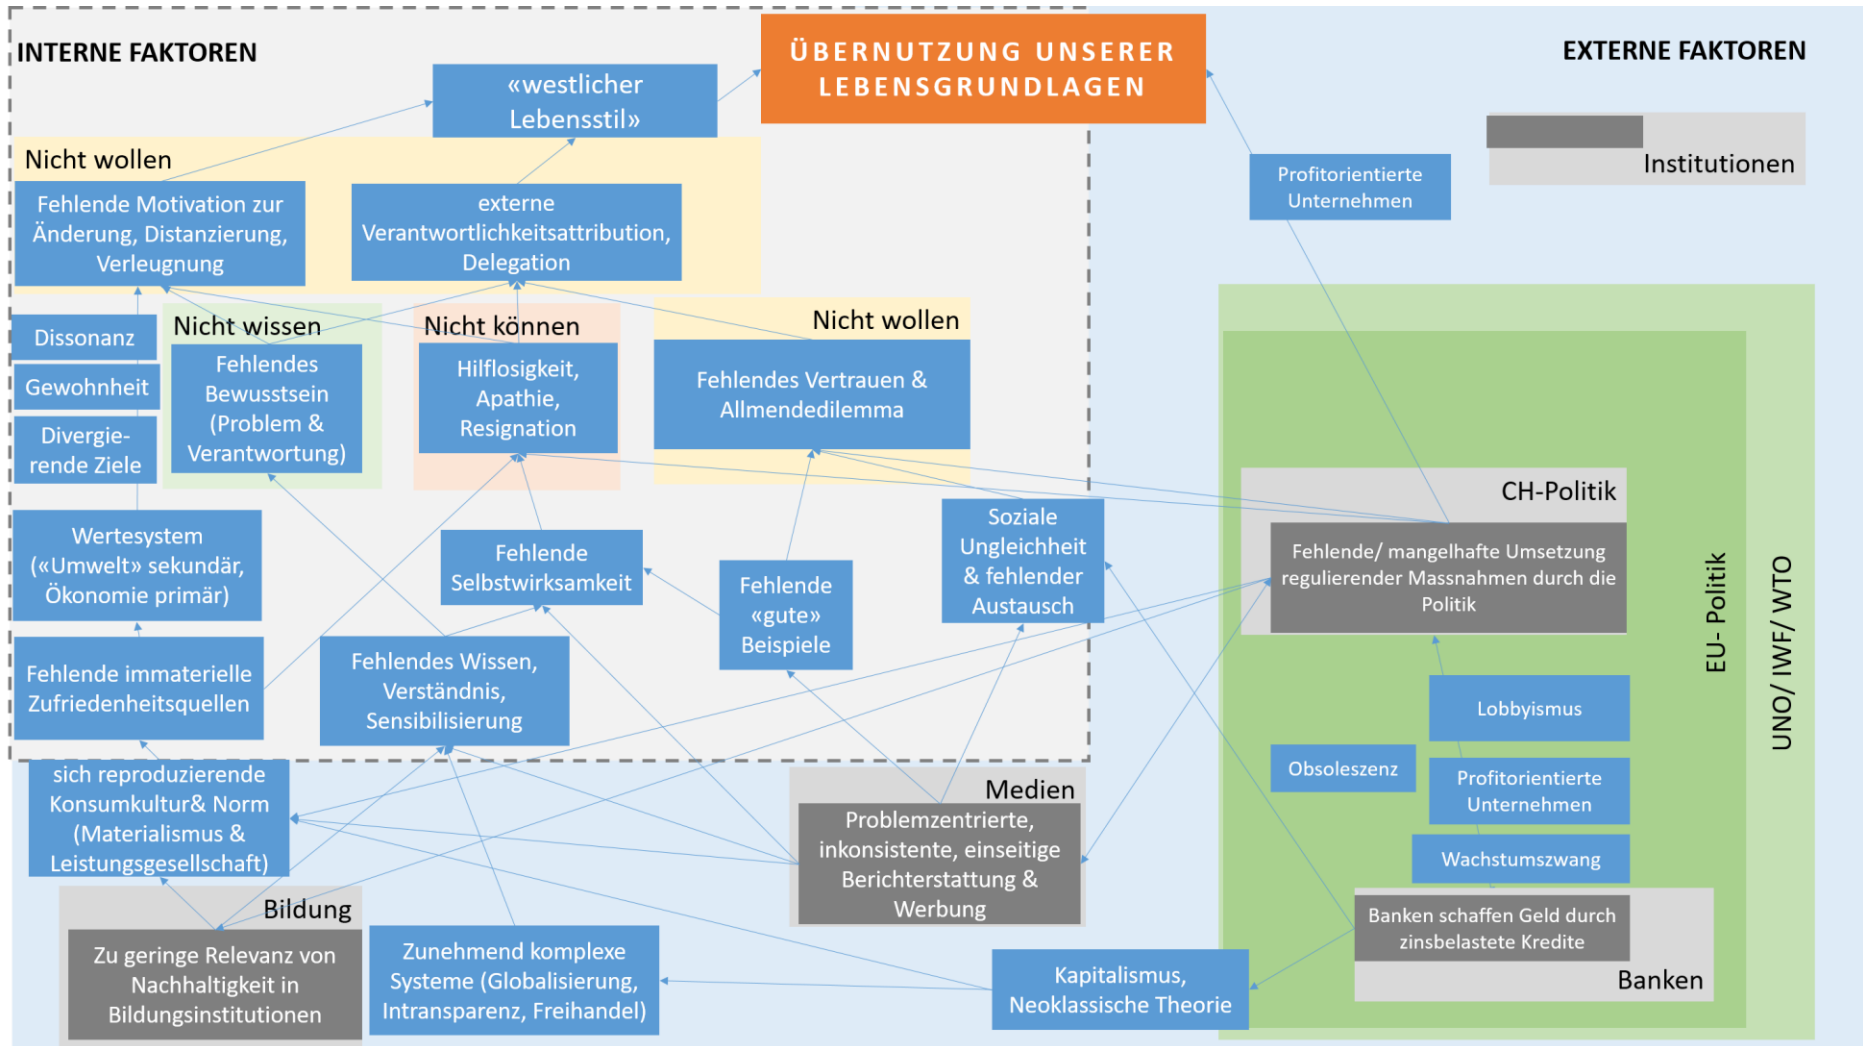 INTERNE FAKTOREN
ÜBERNUTZUNG UNSERER
LEBENSGRUNDLAGEN
EXTERNE FAKTOREN
«westlicher
Lebensstil»
Institutionen
Nicht wollen
Fehlende Motivation zur
Änderung, Distanzierung,
Verleugnung
externe
Verantwortlichkeitsattribution,
Delegation
Profitorientierte
Unternehmen
Dissonanz
Gewohnheit
Divergie-
rende Ziele
Nicht wissen
Fehlendes
Bewusstsein
(Problem &
Verantwortung)
Nicht können
Hilflosigkeit,
Apathie,
Resignation
Nicht wollen
Fehlendes Vertrauen &
Allmendedilemma
Wertesystem
(«Umwelt» sekundär,
Ökonomie primär)
Fehlende
Selbstwirksamkeit
Fehlende
«gute»
Beispiele
Soziale
Ungleichheit
& fehlender
Austausch
CH-Politik
Fehlende/ mangelhafte Umsetzung
regulierender Massnahmen durch die
Politik
EU- Politik
UNO/ IWF/ WTO
Fehlende immaterielle
Zufriedenheitsquellen
Fehlendes Wissen,
Verständnis,
Sensibilisierung
Lobbyismus
Obsoleszenz
Profitorientierte
Unternehmen
Wachstumszwang
sich reproduzierende
Konsumkultur& Norm
(Materialismus &
Leistungsgesellschaft)
Medien
Problemzentrierte,
inkonsistente, einseitige
Berichterstattung &
Werbung
Bildung
Zu geringe Relevanz von
Nachhaltigkeit in
Bildungsinstitutionen
Zunehmend komplexe
Systeme (Globalisierung,
Intransparenz, Freihandel)
Kapitalismus,
Neoklassische Theorie
Banken schaffen Geld durch
zinsbelastete Kredite
Banken